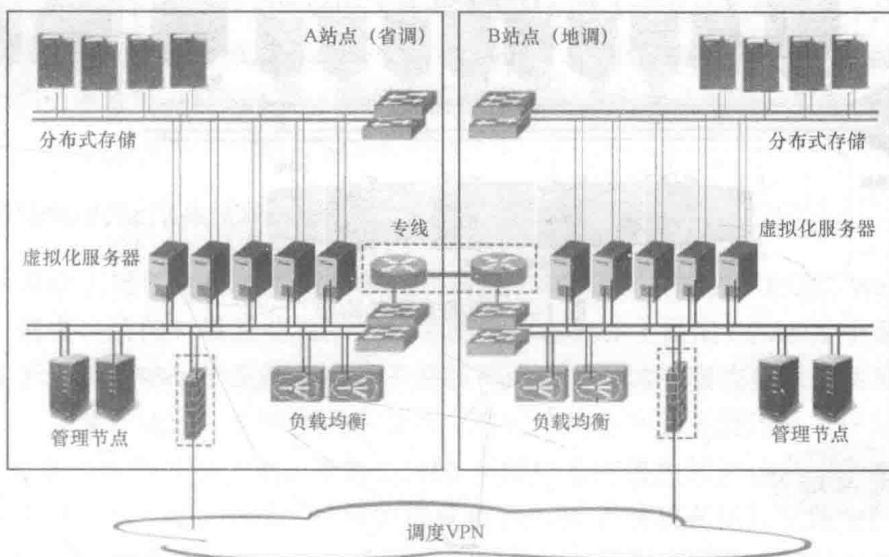 A站点（省调）
B站点（地调）
分布式存储
分布式存储
专线
虚拟化服务器
虚拟化服务器
管理节点
负载均衡
负载均衡
管理节点
调度VPN